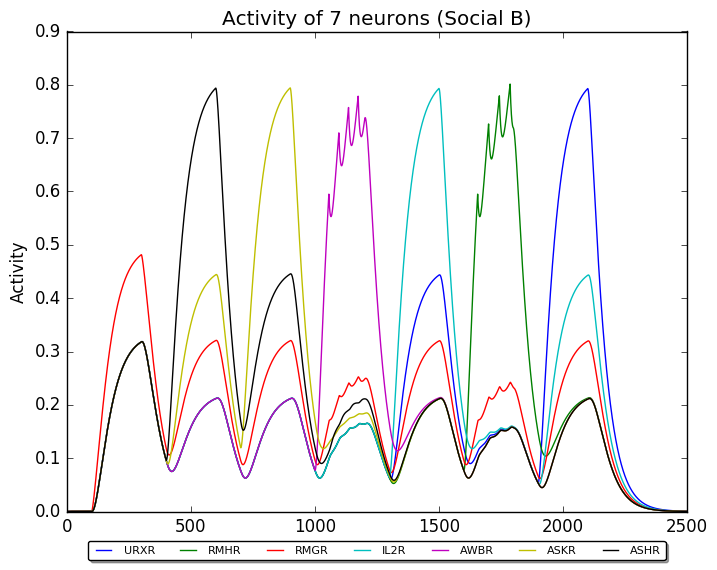 Activity of 7 neurons (Social B)
0.9
0.8
0.7
0.6
0.5
0.4
0.3
0.2
0.1
0.0
Activity
0 500 1000 1500 2000 2500
URXR RMHR RMGR IL2R AWBR ASKR ASHR